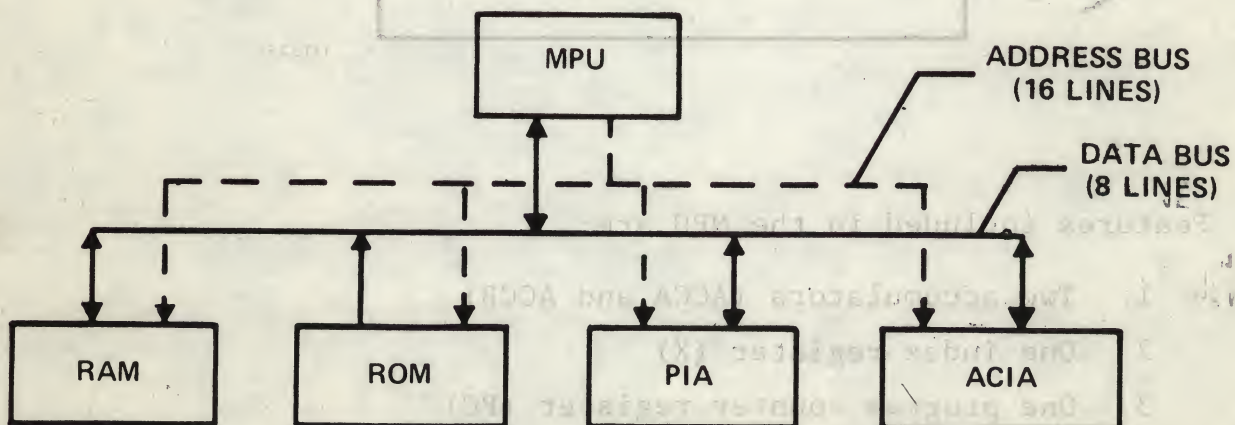 MPU
ADDRESS BUS
(16 LINES)
DATA BUS
(8 LINES)
Features included in the MPU are:
1. Two accumulators (ACCA and ACCB)
2. One index register (X)
3. One program counter register (PC)
RAM
ROM
PIA
ACIA